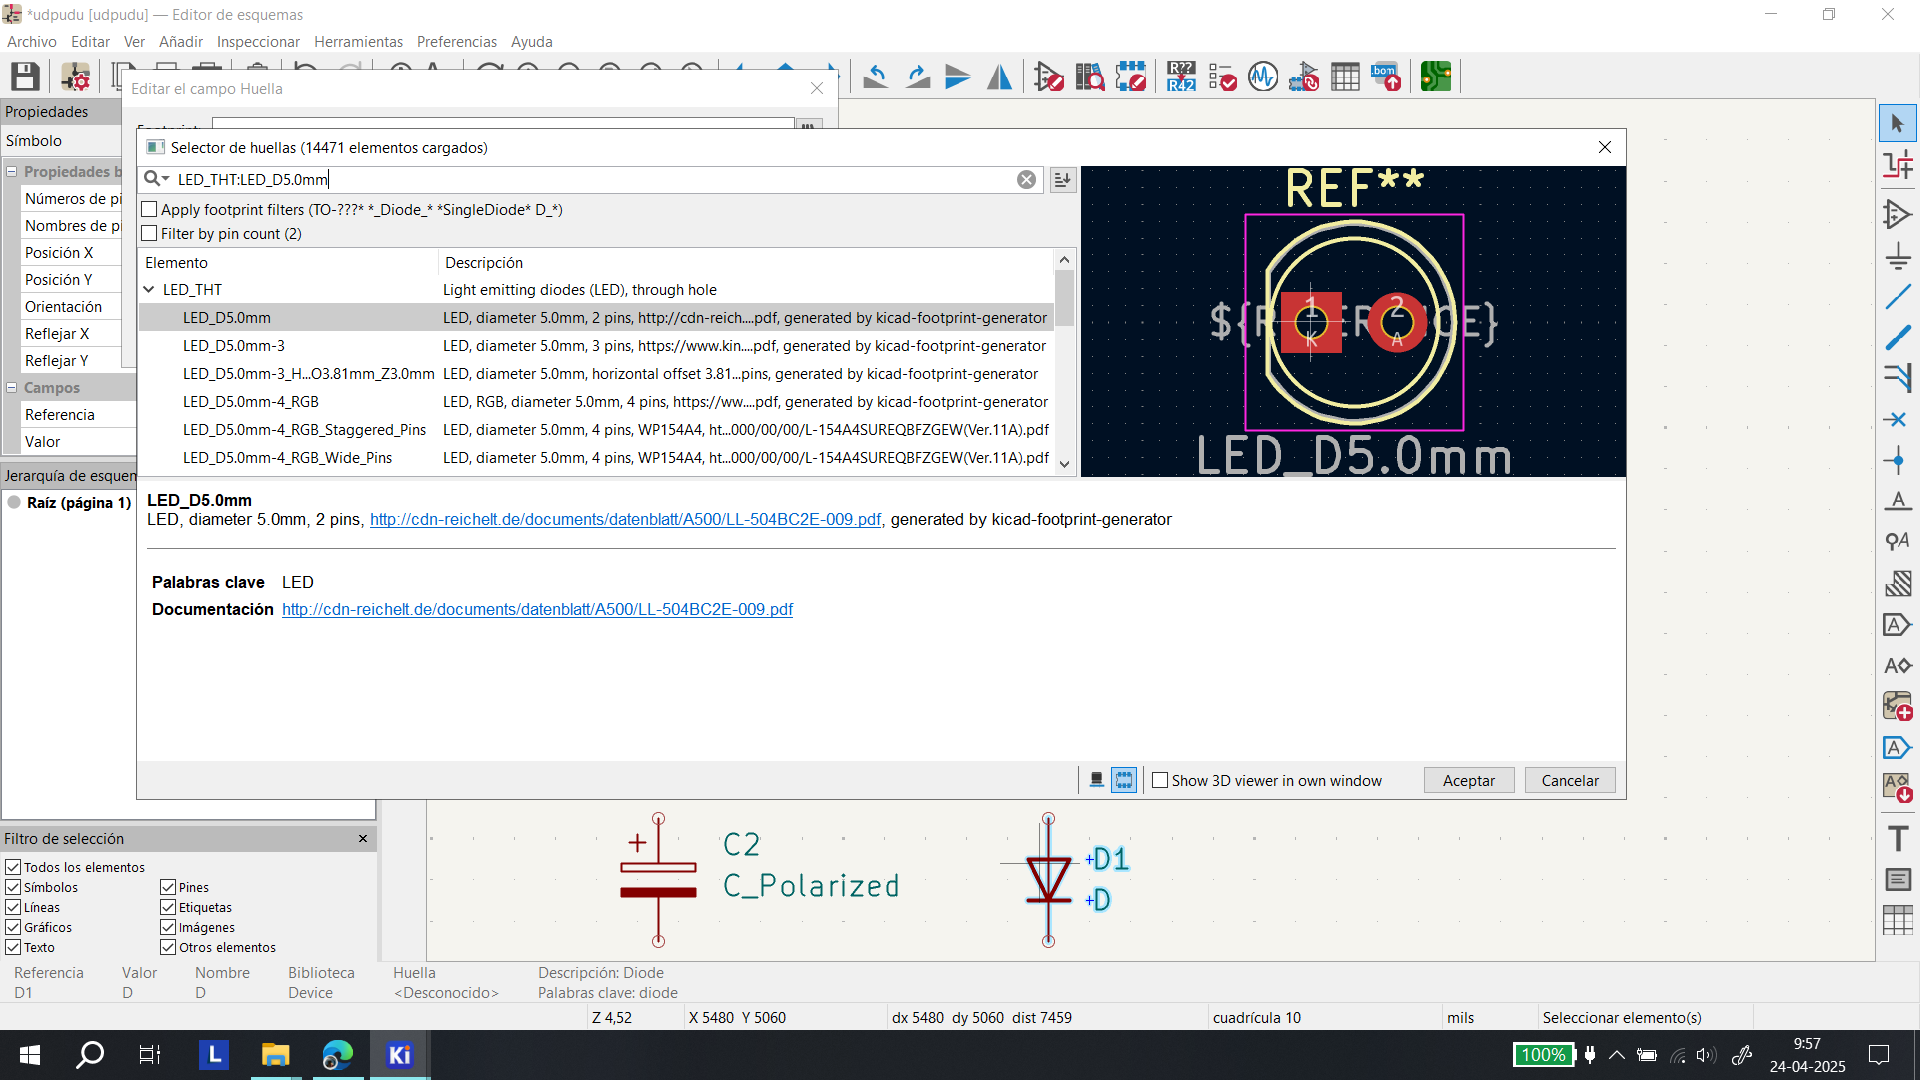 *udpudu [udpudu] — Editor de esquemas
Archivo Editar Ver Añadir Inspeccionar Herramientas Preferencias Ayuda
R??
R42
.bom
Editar el campo Huella
Propiedades
Símbolo
Propiedades b
Números de pi
Nombres de pi
Posición X
Posición Y
Orientación
Reflejar X
Reflejar Y
Campos
Referencia
Valor
Jerarquía de esquem
Raíz (página 1)
Selector de huellas (14471 elementos cargados)
LED_THT:LED_D5.0mm
Apply footprint filters (TO-???* *_Diode_* *SingleDiode* D_*)
Filter by pin count (2)
Elemento Descripción
LED_THT Light emitting diodes (LED), through hole
LED_D5.0mm LED, diameter 5.0mm, 2 pins, http://cdn-reich....pdf, generated by kicad-footprint-generator
LED_D5.0mm-3 LED, diameter 5.0mm, 3 pins, https://www.kin....pdf, generated by kicad-footprint-generator
LED_D5.0mm-3_H...O3.81mm_Z3.0mm LED, diameter 5.0mm, horizontal offset 3.81...pins, generated by kicad-footprint-generator
LED_D5.0mm-4_RGB LED, RGB, diameter 5.0mm, 4 pins, https://ww....pdf, generated by kicad-footprint-generator
LED_D5.0mm-4_RGB_Staggered_Pins LED, diameter 5.0mm, 4 pins, WP154A4, ht...000/00/00/L-154A4SUREQBFZGEW(Ver.11A).pdf
LED_D5.0mm-4_RGB_Wide_Pins LED, diameter 5.0mm, 4 pins, WP154A4, ht...000/00/00/L-154A4SUREQBFZGEW(Ver.11A).pdf
REF**
1 2
K A
LED_D5.0mm
LED_D5.0mm
LED, diameter 5.0mm, 2 pins, http://cdn-reichelt.de/documents/datenblatt/A500/LL-504BC2E-009.pdf, generated by kicad-footprint-generator
Palabras clave LED
Documentación http://cdn-reichelt.de/documents/datenblatt/A500/LL-504BC2E-009.pdf
Show 3D viewer in own window Aceptar Cancelar
C2
C_Polarized
D1
D
Filtro de selección
Todos los elementos
Símbolos Pines
Líneas Etiquetas
Gráficos Imágenes
Texto Otros elementos
Referencia Valor Nombre Biblioteca Huella Descripción: Diode
D1 D D Device <Desconocido> Palabras clave: diode
Z 4,52 X 5480 Y 5060 dx 5480 dy 5060 dist 7459 cuadrícula 10 mils Seleccionar elemento(s)
L Ki 100% 9:57
24-04-2025